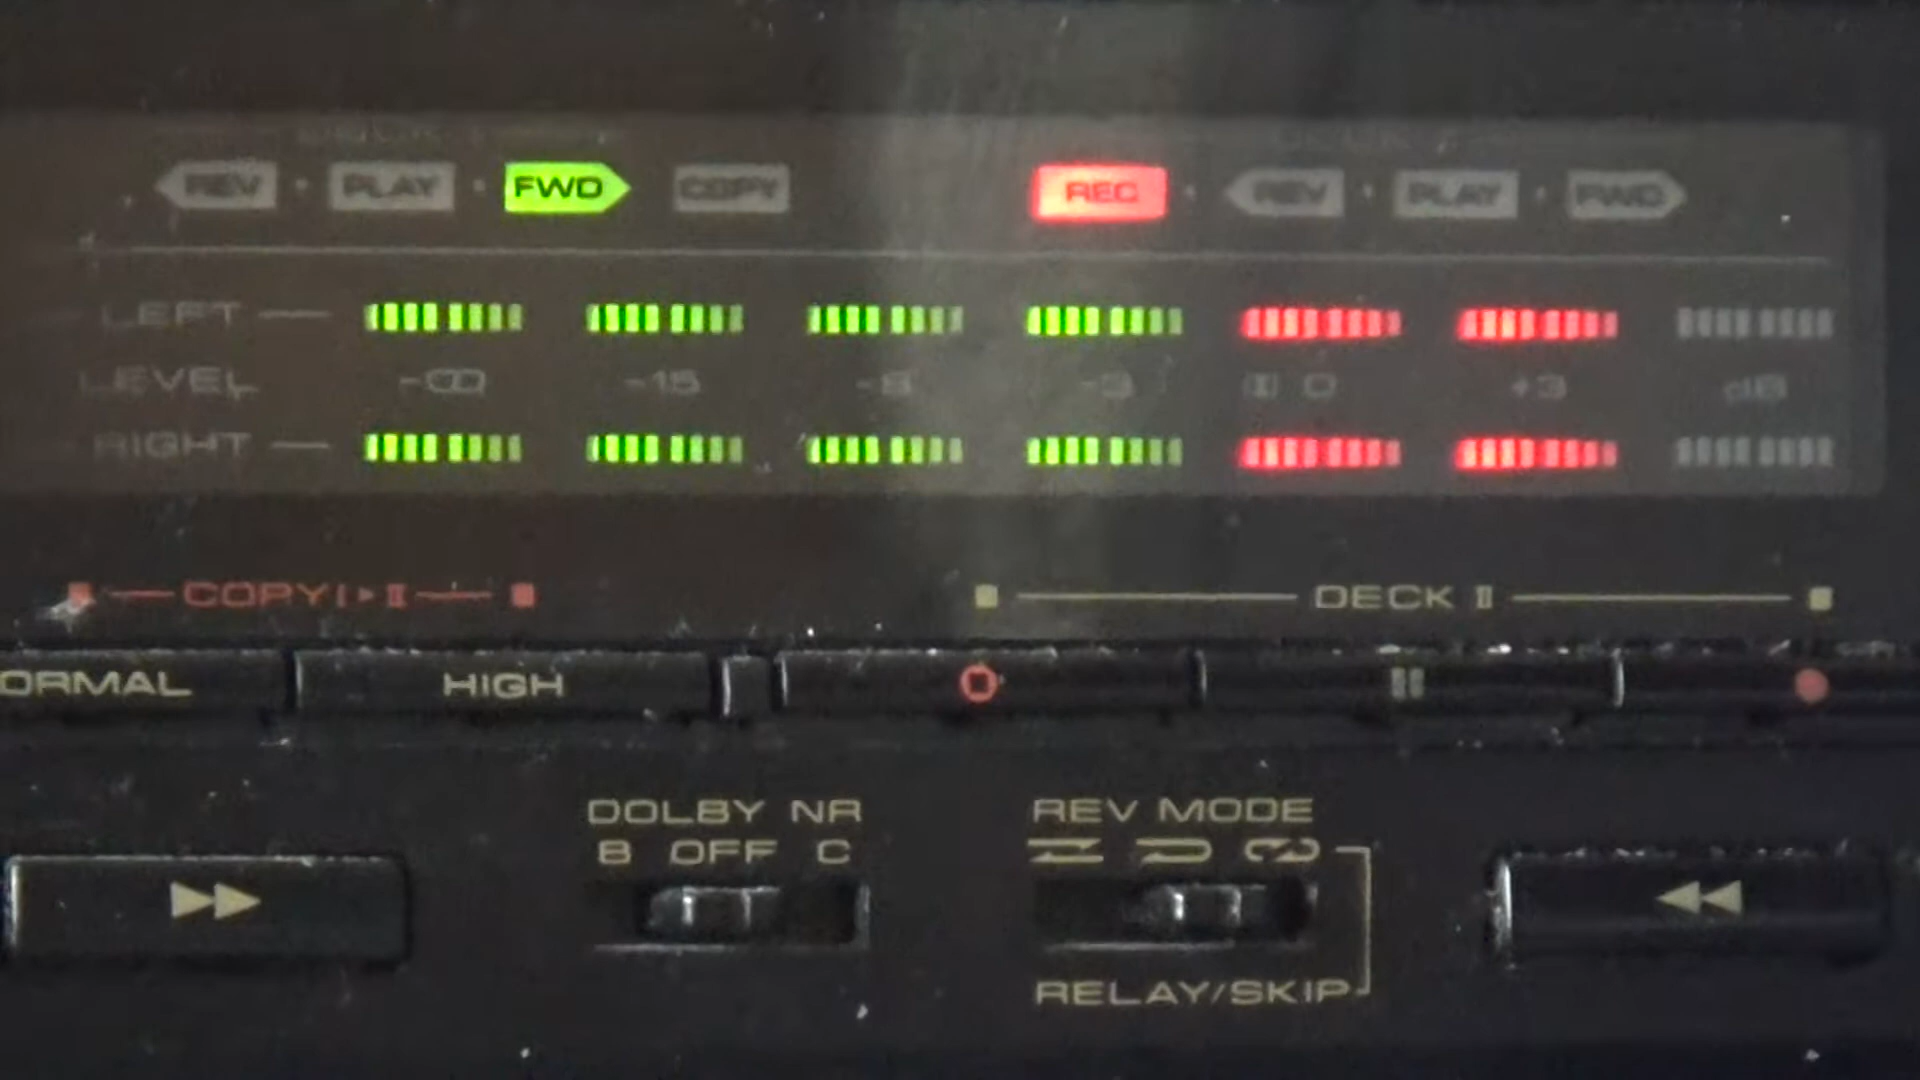 REV PLAY FWD COPY REC REV PLAY FWD
LEFT
LEVEL -∞ -15 -8 -3 0 +3 dB
RIGHT
COPY I▸II DECK II
ORMAL HIGH
DOLBY NR REV MODE
B OFF C
RELAY/SKIP